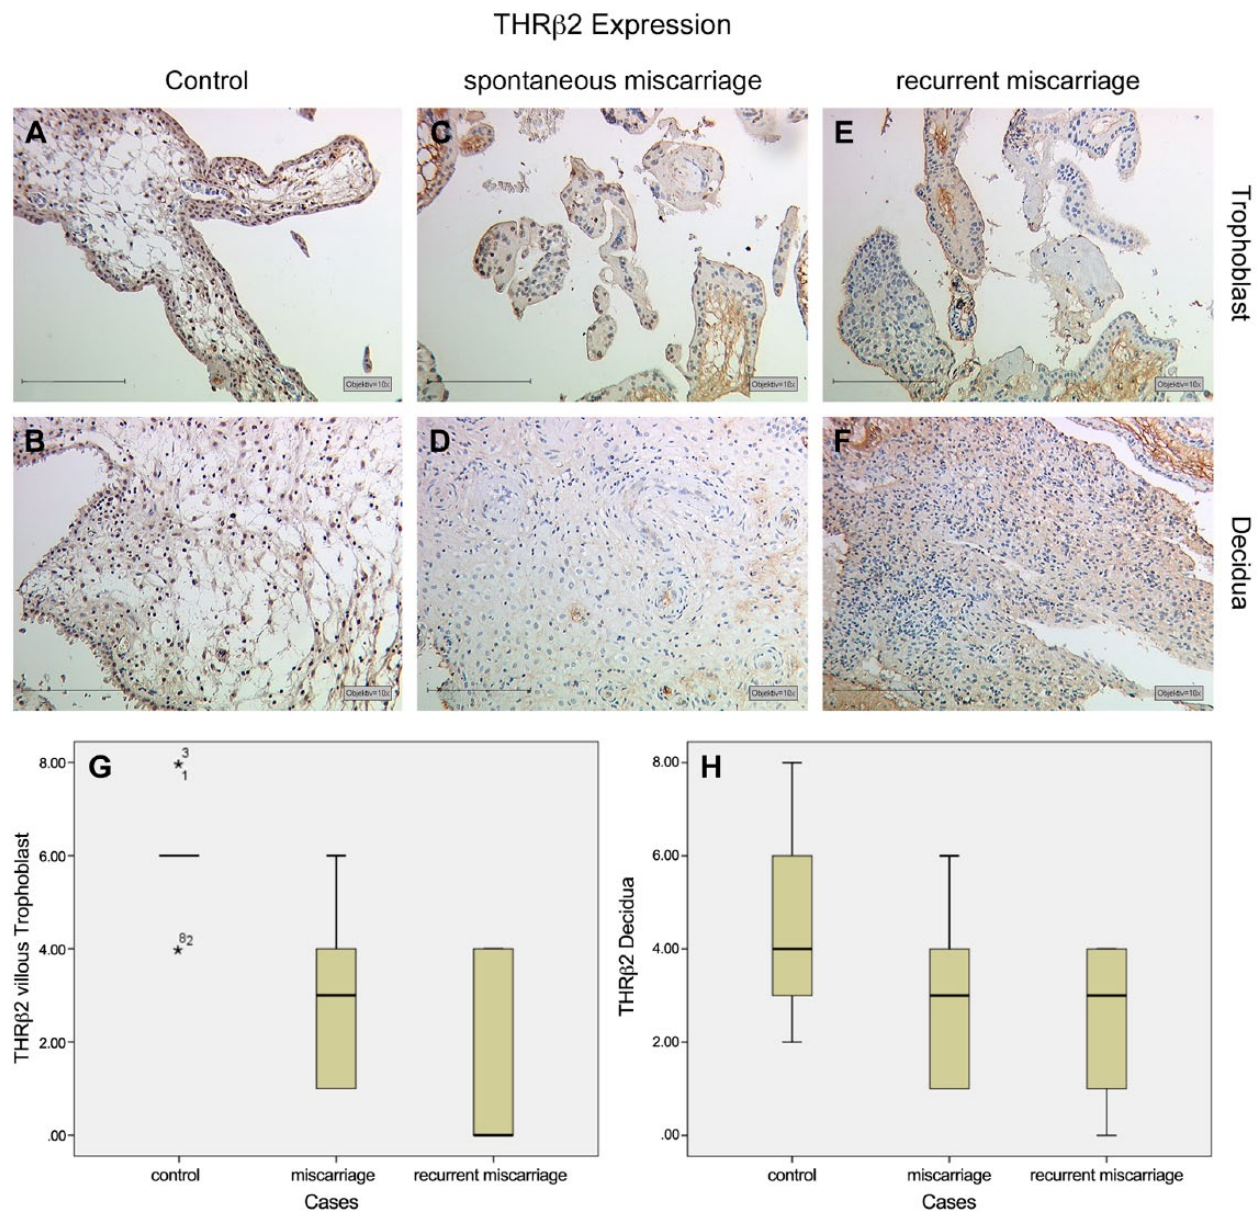 THRβ2 Expression
Control
spontaneous miscarriage
recurrent miscarriage
A
C
E
Trophoblast
Objektiv=10x
Objektiv=10x
Objektiv=10x
B
D
F
Decidua
Objektiv=10x
Objektiv=10x
Objektiv=10x
G
THRβ2 villous Trophoblast
8.00
6.00
4.00
2.00
.00
3
1
8
2
control
miscarriage
recurrent miscarriage
Cases
H
THRβ2 Decidua
8.00
6.00
4.00
2.00
.00
control
miscarriage
recurrent miscarriage
Cases